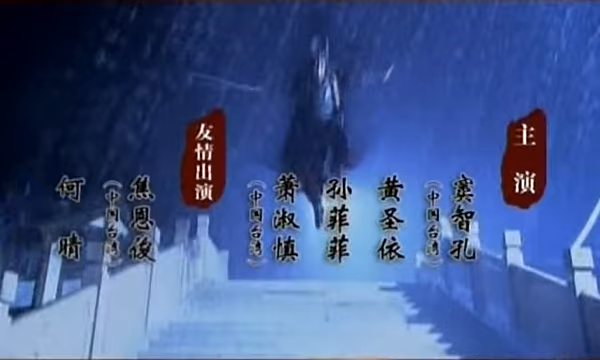 主演
窦智孔
（中国台湾）
黄圣依
孙菲菲
萧淑慎
（中国台湾）
友情出演
焦恩俊
（中国台湾）
何晴